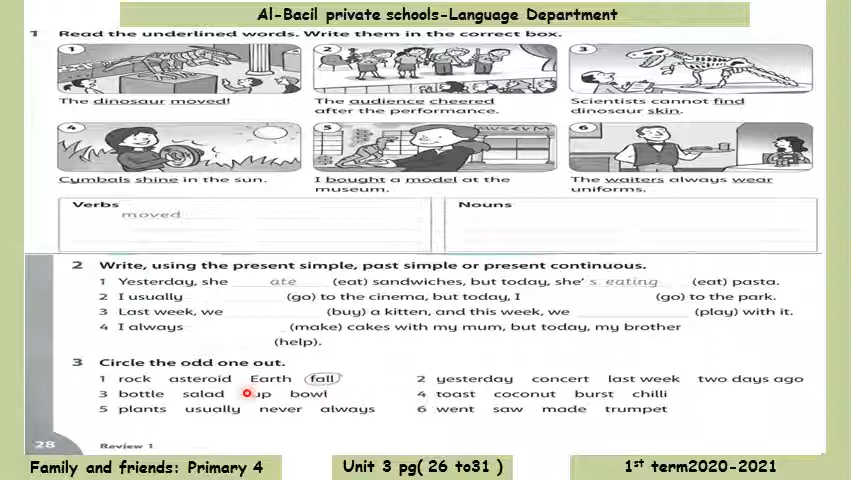 Al-Bacil private schools-Language Department
1 Read the underlined words. Write them in the correct box.
1
2
3
The dinosaur moved!
The audience cheered
after the performance.
Scientists cannot find
dinosaur skin.
4
5
6
MUSEUM
Cymbals shine in the sun.
I bought a model at the
museum.
The waiters always wear
uniforms.
Verbs
moved
Nouns
2 Write, using the present simple, past simple or present continuous.
1 Yesterday, she ate (eat) sandwiches, but today, she's eating (eat) pasta.
2 I usually (go) to the cinema, but today, I (go) to the park.
3 Last week, we (buy) a kitten, and this week, we (play) with it.
4 I always (make) cakes with my mum, but today, my brother
(help).
3 Circle the odd one out.
1 rock asteroid Earth fall
2 yesterday concert last week two days ago
3 bottle salad cup bowl
4 toast coconut burst chilli
5 plants usually never always
6 went saw made trumpet
28 Review 1
Family and friends: Primary 4
Unit 3 pg( 26 to31 )
1st term2020-2021